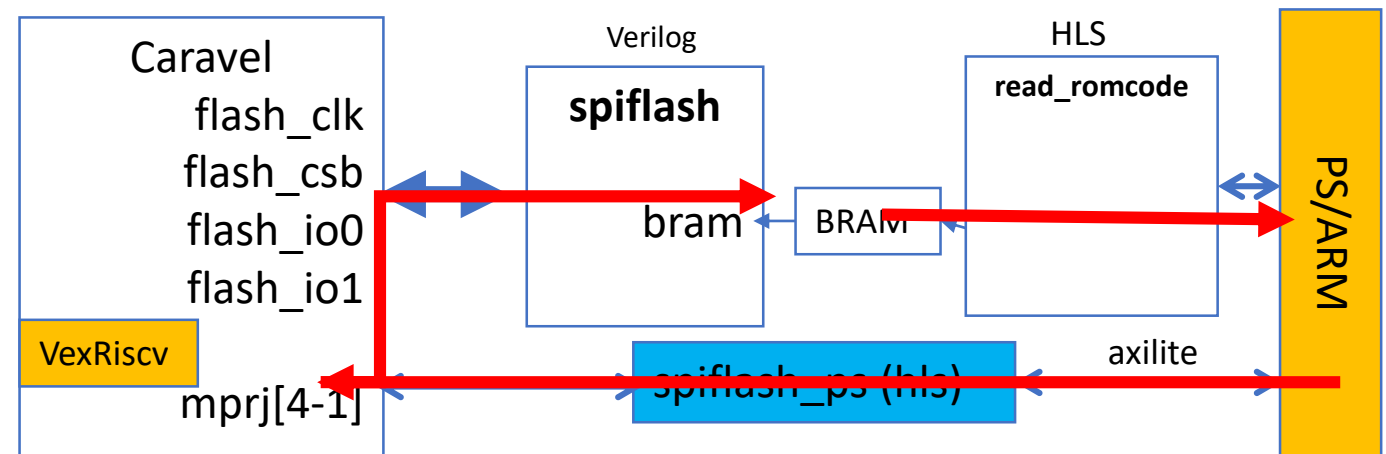 Caravel
flash_clk
flash_csb
flash_io0
flash_io1
VexRiscv
mprj[4-1]
Verilog
spiflash
bram
BRAM
HLS
read_romcode
spiflash_ps (hls)
axilite
PS/ARM